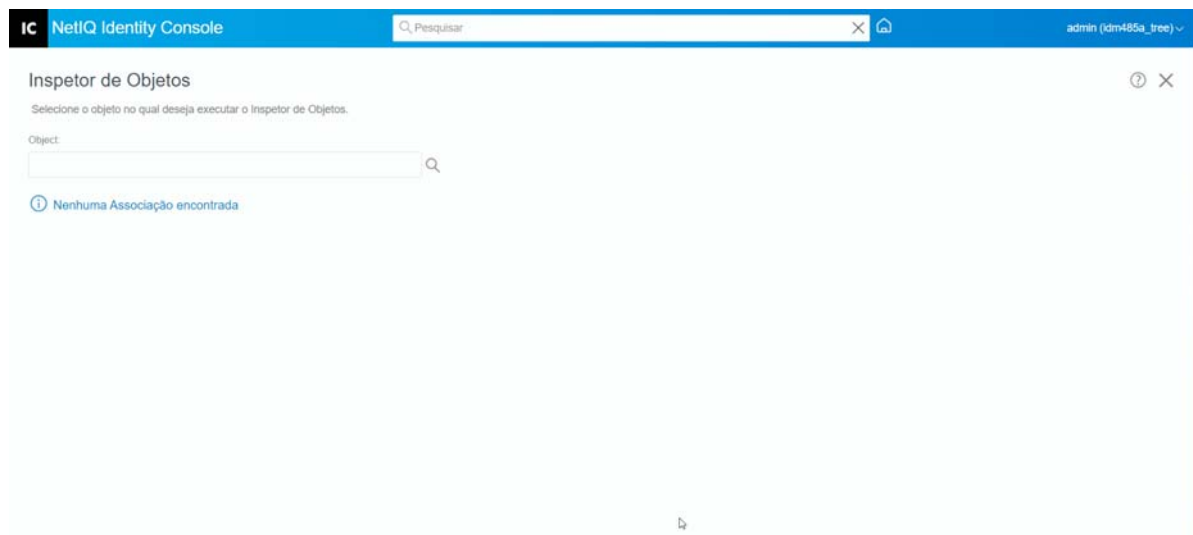 IC NetIQ Identity Console
Pesquisar
admin (idm485a_tree)
Inspetor de Objetos
Selecione o objeto no qual deseja executar o Inspetor de Objetos.
Object:
Nenhuma Associação encontrada